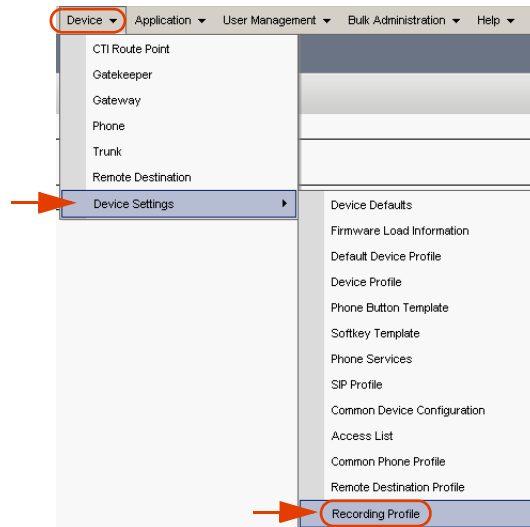 Device Application User Management Bulk Administration Help
CTI Route Point
Gatekeeper
Gateway
Phone
Trunk
Remote Destination
Device Settings
Device Defaults
Firmware Load Information
Default Device Profile
Device Profile
Phone Button Template
Softkey Template
Phone Services
SIP Profile
Common Device Configuration
Access List
Common Phone Profile
Remote Destination Profile
Recording Profile